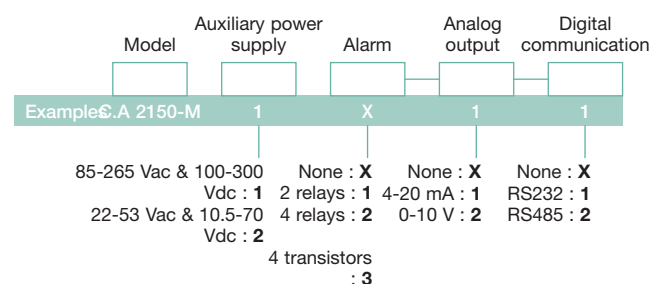 Model
Auxiliary power
supply
Alarm
Analog
output
Digital
communication
Examples C.A 2150-M 1 X 1 1
85-265 Vac & 100-300
Vdc : 1
22-53 Vac & 10.5-70
Vdc : 2
None : X
2 relays : 1
4 relays : 2
4 transistors
: 3
None : X
4-20 mA : 1
0-10 V : 2
None : X
RS232 : 1
RS485 : 2